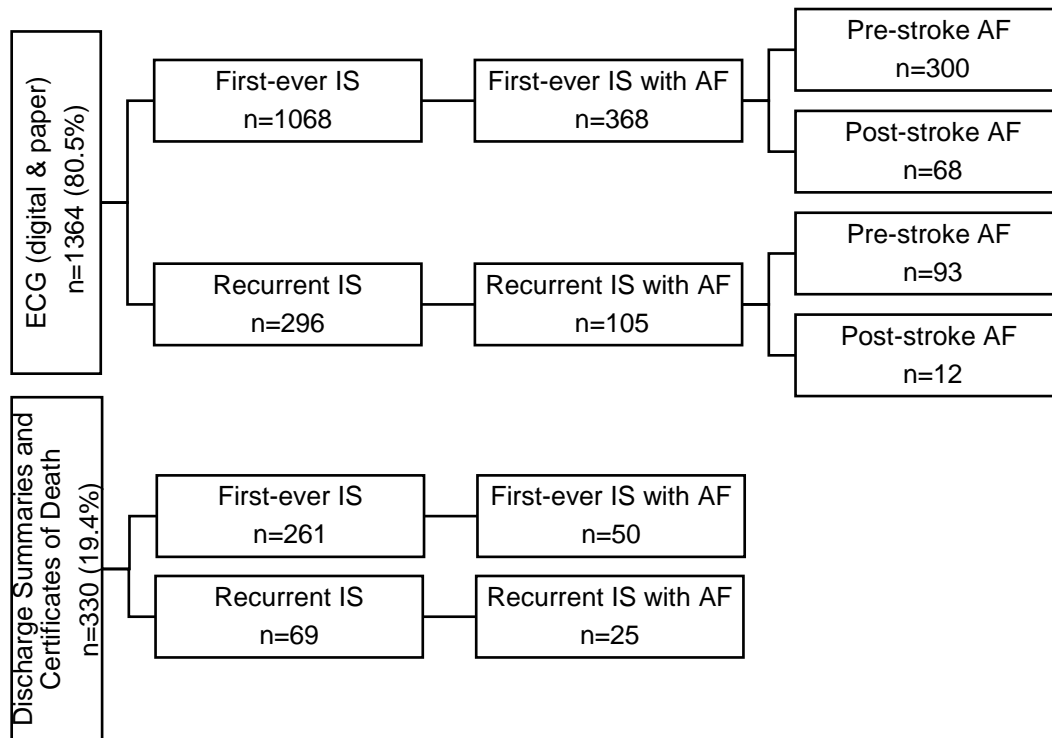 ECG (digital & paper)
n=1364 (80.5%)
First-ever IS
n=1068
First-ever IS with AF
n=368
Pre-stroke AF
n=300
Post-stroke AF
n=68
Recurrent IS
n=296
Recurrent IS with AF
n=105
Pre-stroke AF
n=93
Post-stroke AF
n=12
Discharge Summaries and
Certificates of Death
n=330 (19.4%)
First-ever IS
n=261
First-ever IS with AF
n=50
Recurrent IS
n=69
Recurrent IS with AF
n=25